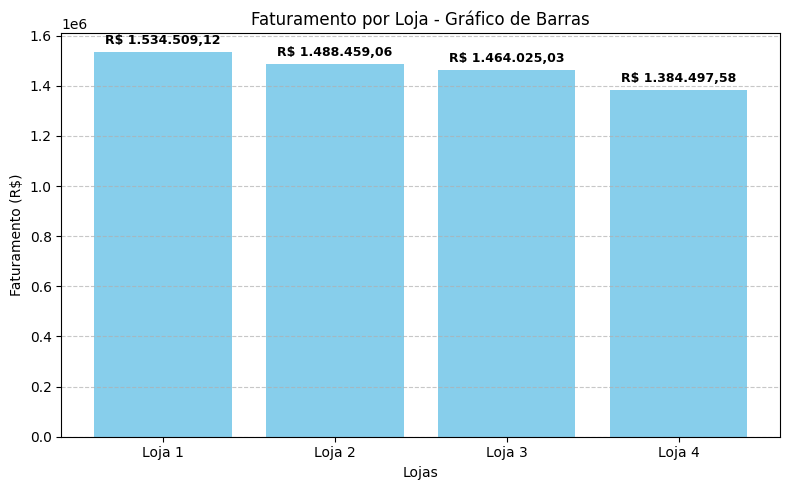 Faturamento por Loja - Gráfico de Barras
1e6
R$ 1.534.509,12
R$ 1.488.459,06
R$ 1.464.025,03
R$ 1.384.497,58
Faturamento (R$)
1.6
1.4
1.2
1.0
0.8
0.6
0.4
0.2
0.0
Loja 1
Loja 2
Loja 3
Loja 4
Lojas